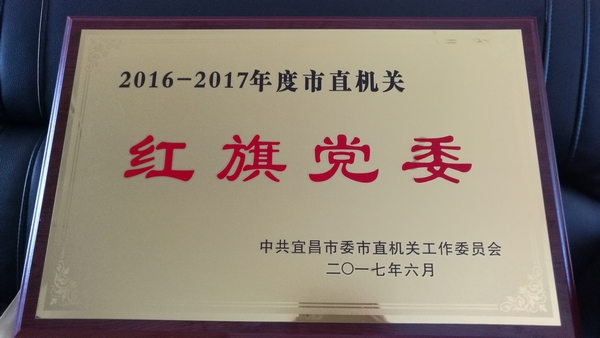 2016-2017年度市直机关
红旗党委
中共宜昌市委市直机关工作委员会
二〇一七年六月